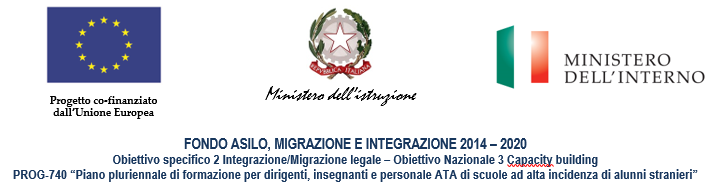 Progetto co-finanziato
dall'Unione Europea
REPVBBLICA ITALIANA
Ministero dell'istruzione
MINISTERO
DELL'INTERNO
FONDO ASILO, MIGRAZIONE E INTEGRAZIONE 2014 – 2020
Obiettivo specifico 2 Integrazione/Migrazione legale – Obiettivo Nazionale 3 Capacity building
PROG-740 “Piano pluriennale di formazione per dirigenti, insegnanti e personale ATA di scuole ad alta incidenza di alunni stranieri”